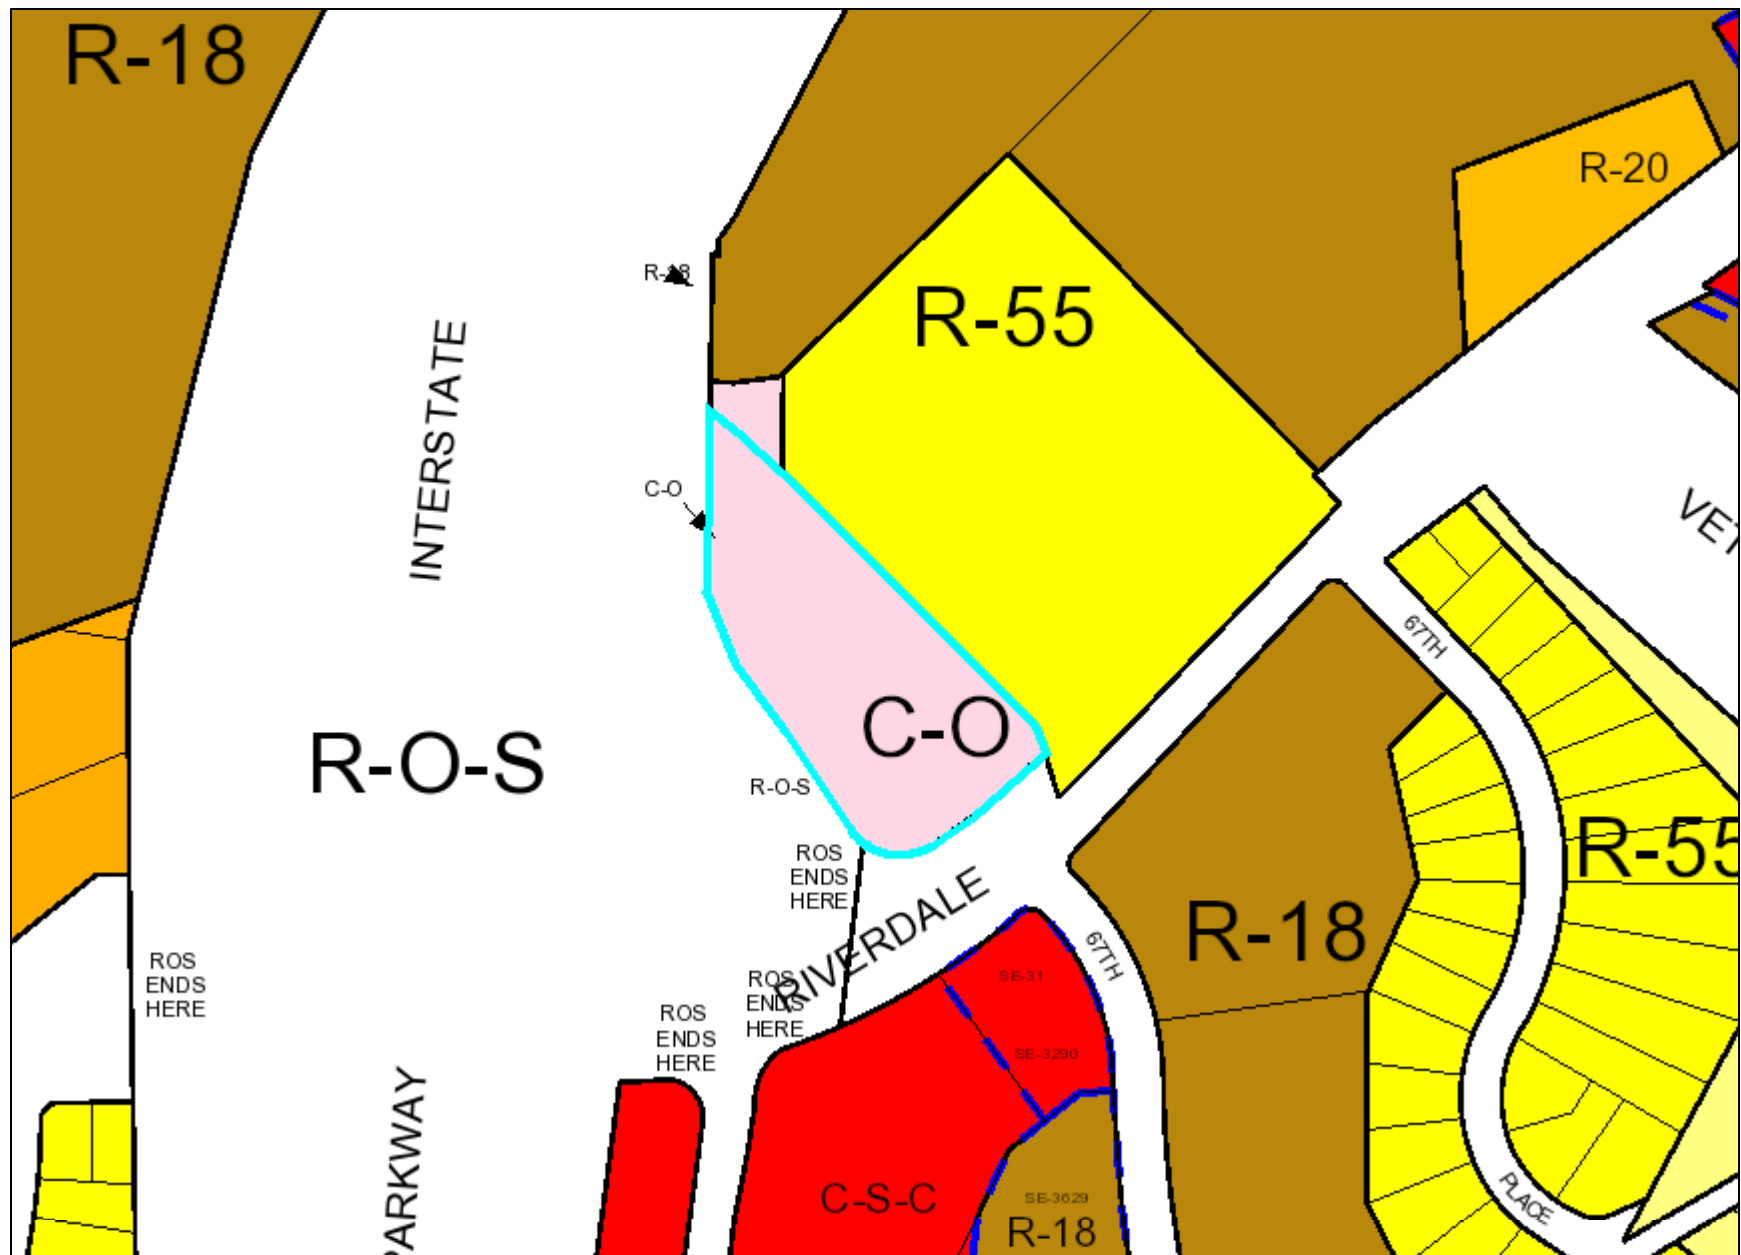 R-18
R-20
R-18
R-55
INTERSTATE
C-O
VET
67TH
C-O
R-O-S
R-O-S
R-55
ROS
ENDS
HERE
RIVERDALE
R-18
67TH
ROS
ENDS
HERE
ROS
ENDS
HERE
SE-31
ROS
ENDS
HERE
SE-3290
PARKWAY
C-S-C
SE-3629
R-18
PLACE